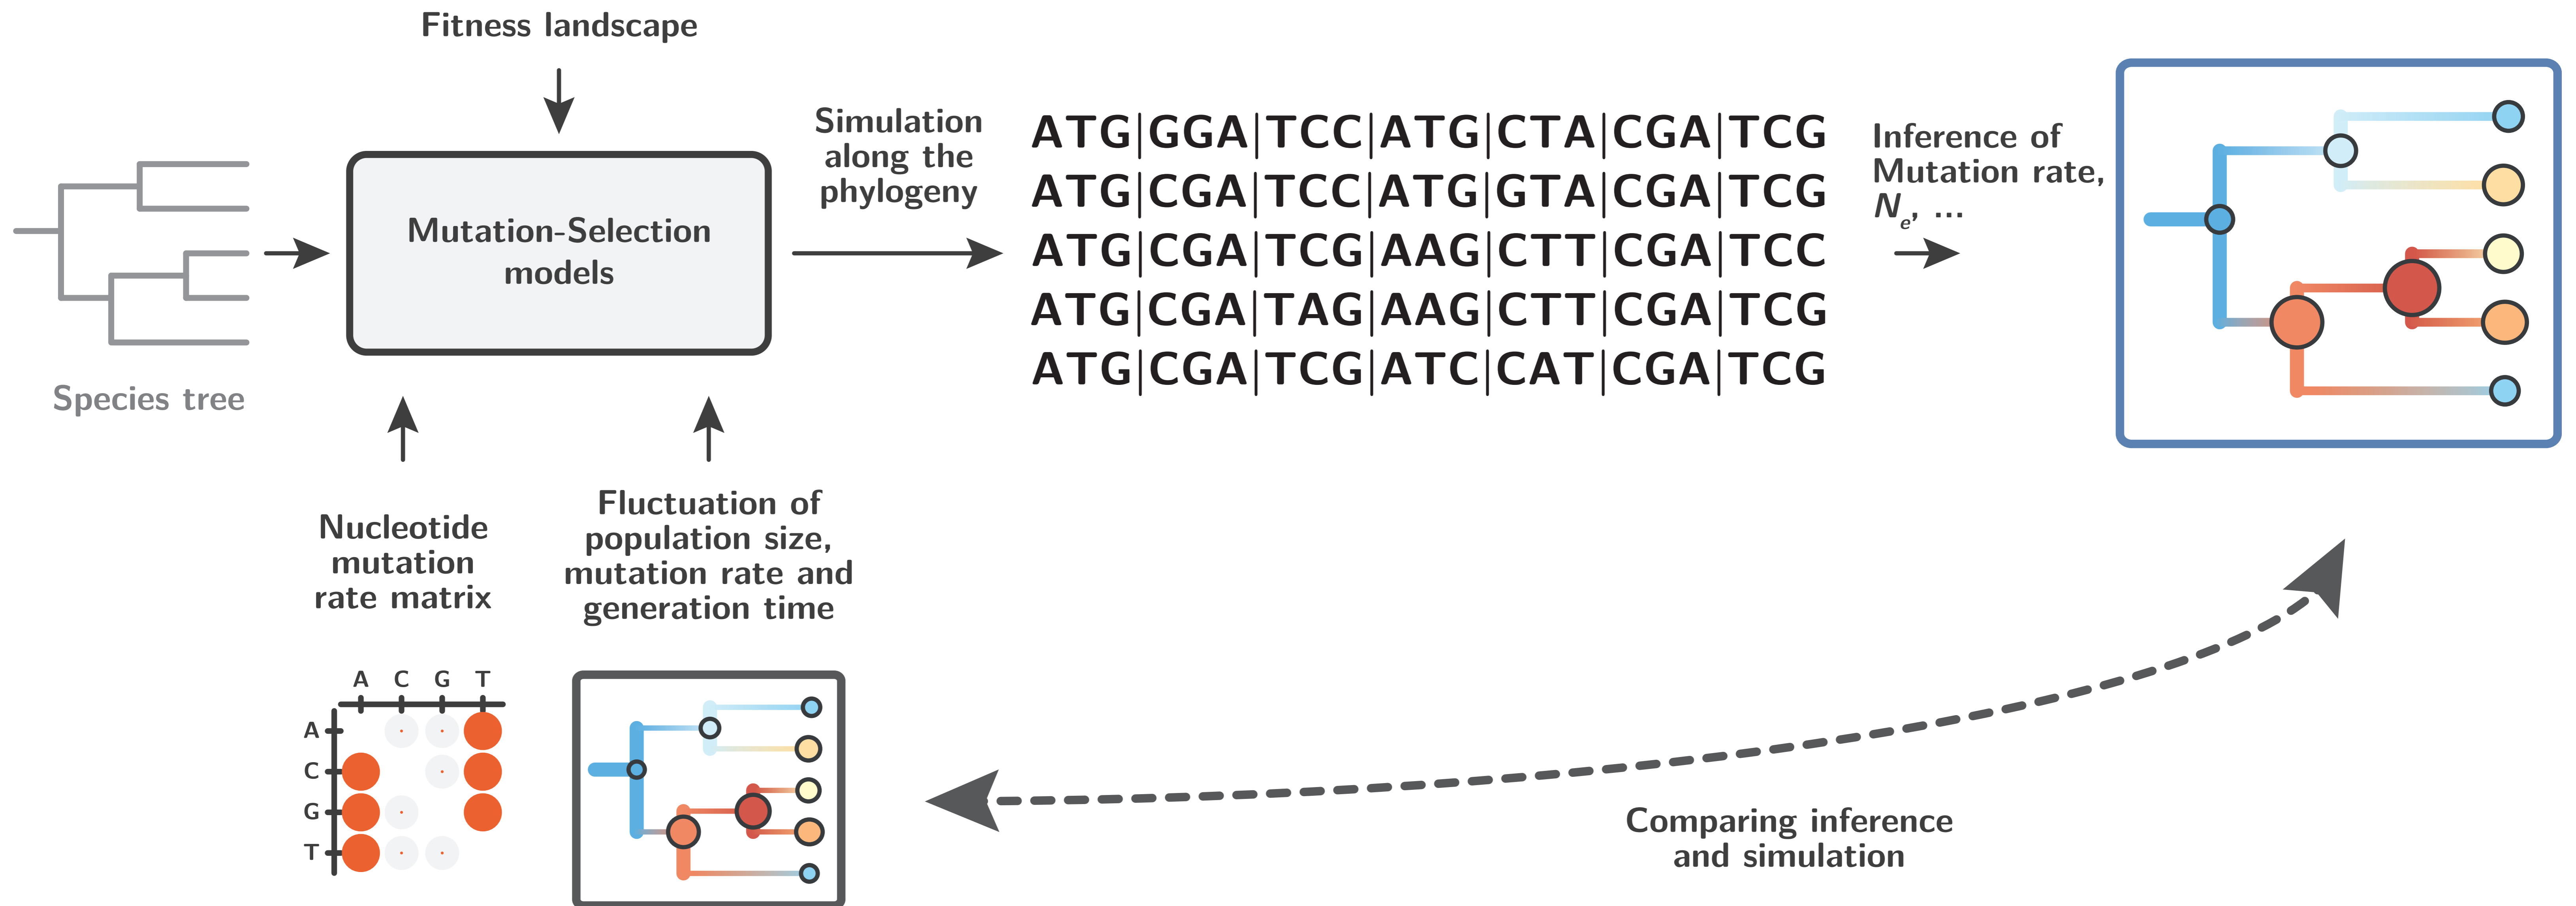 Fitness landscape
Species tree
Mutation-Selection
models
Simulation
along the
phylogeny
ATG|GGA|TCC|ATG|CTA|CGA|TCG
ATG|CGA|TCC|ATG|GTA|CGA|TCG
ATG|CGA|TCG|AAG|CTT|CGA|TCC
ATG|CGA|TAG|AAG|CTT|CGA|TCG
ATG|CGA|TCG|ATC|CAT|CGA|TCG
Inference of
Mutation rate,
Ne, ...
Nucleotide
mutation
rate matrix
A C G T
A
C
G
T
Fluctuation of
population size,
mutation rate and
generation time
Comparing inference
and simulation